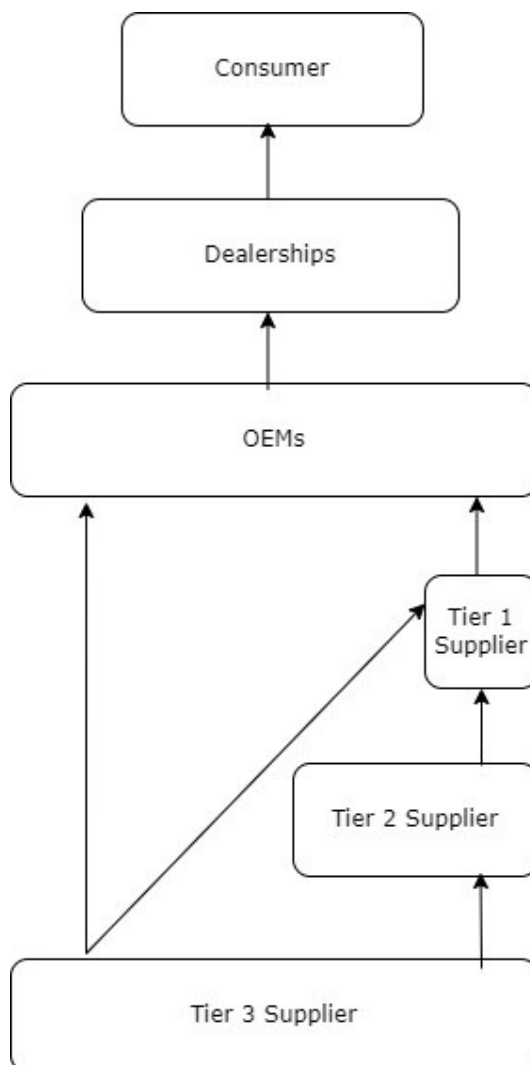 Consumer
Dealerships
OEMs
Tier 1
Supplier
Tier 2 Supplier
Tier 3 Supplier